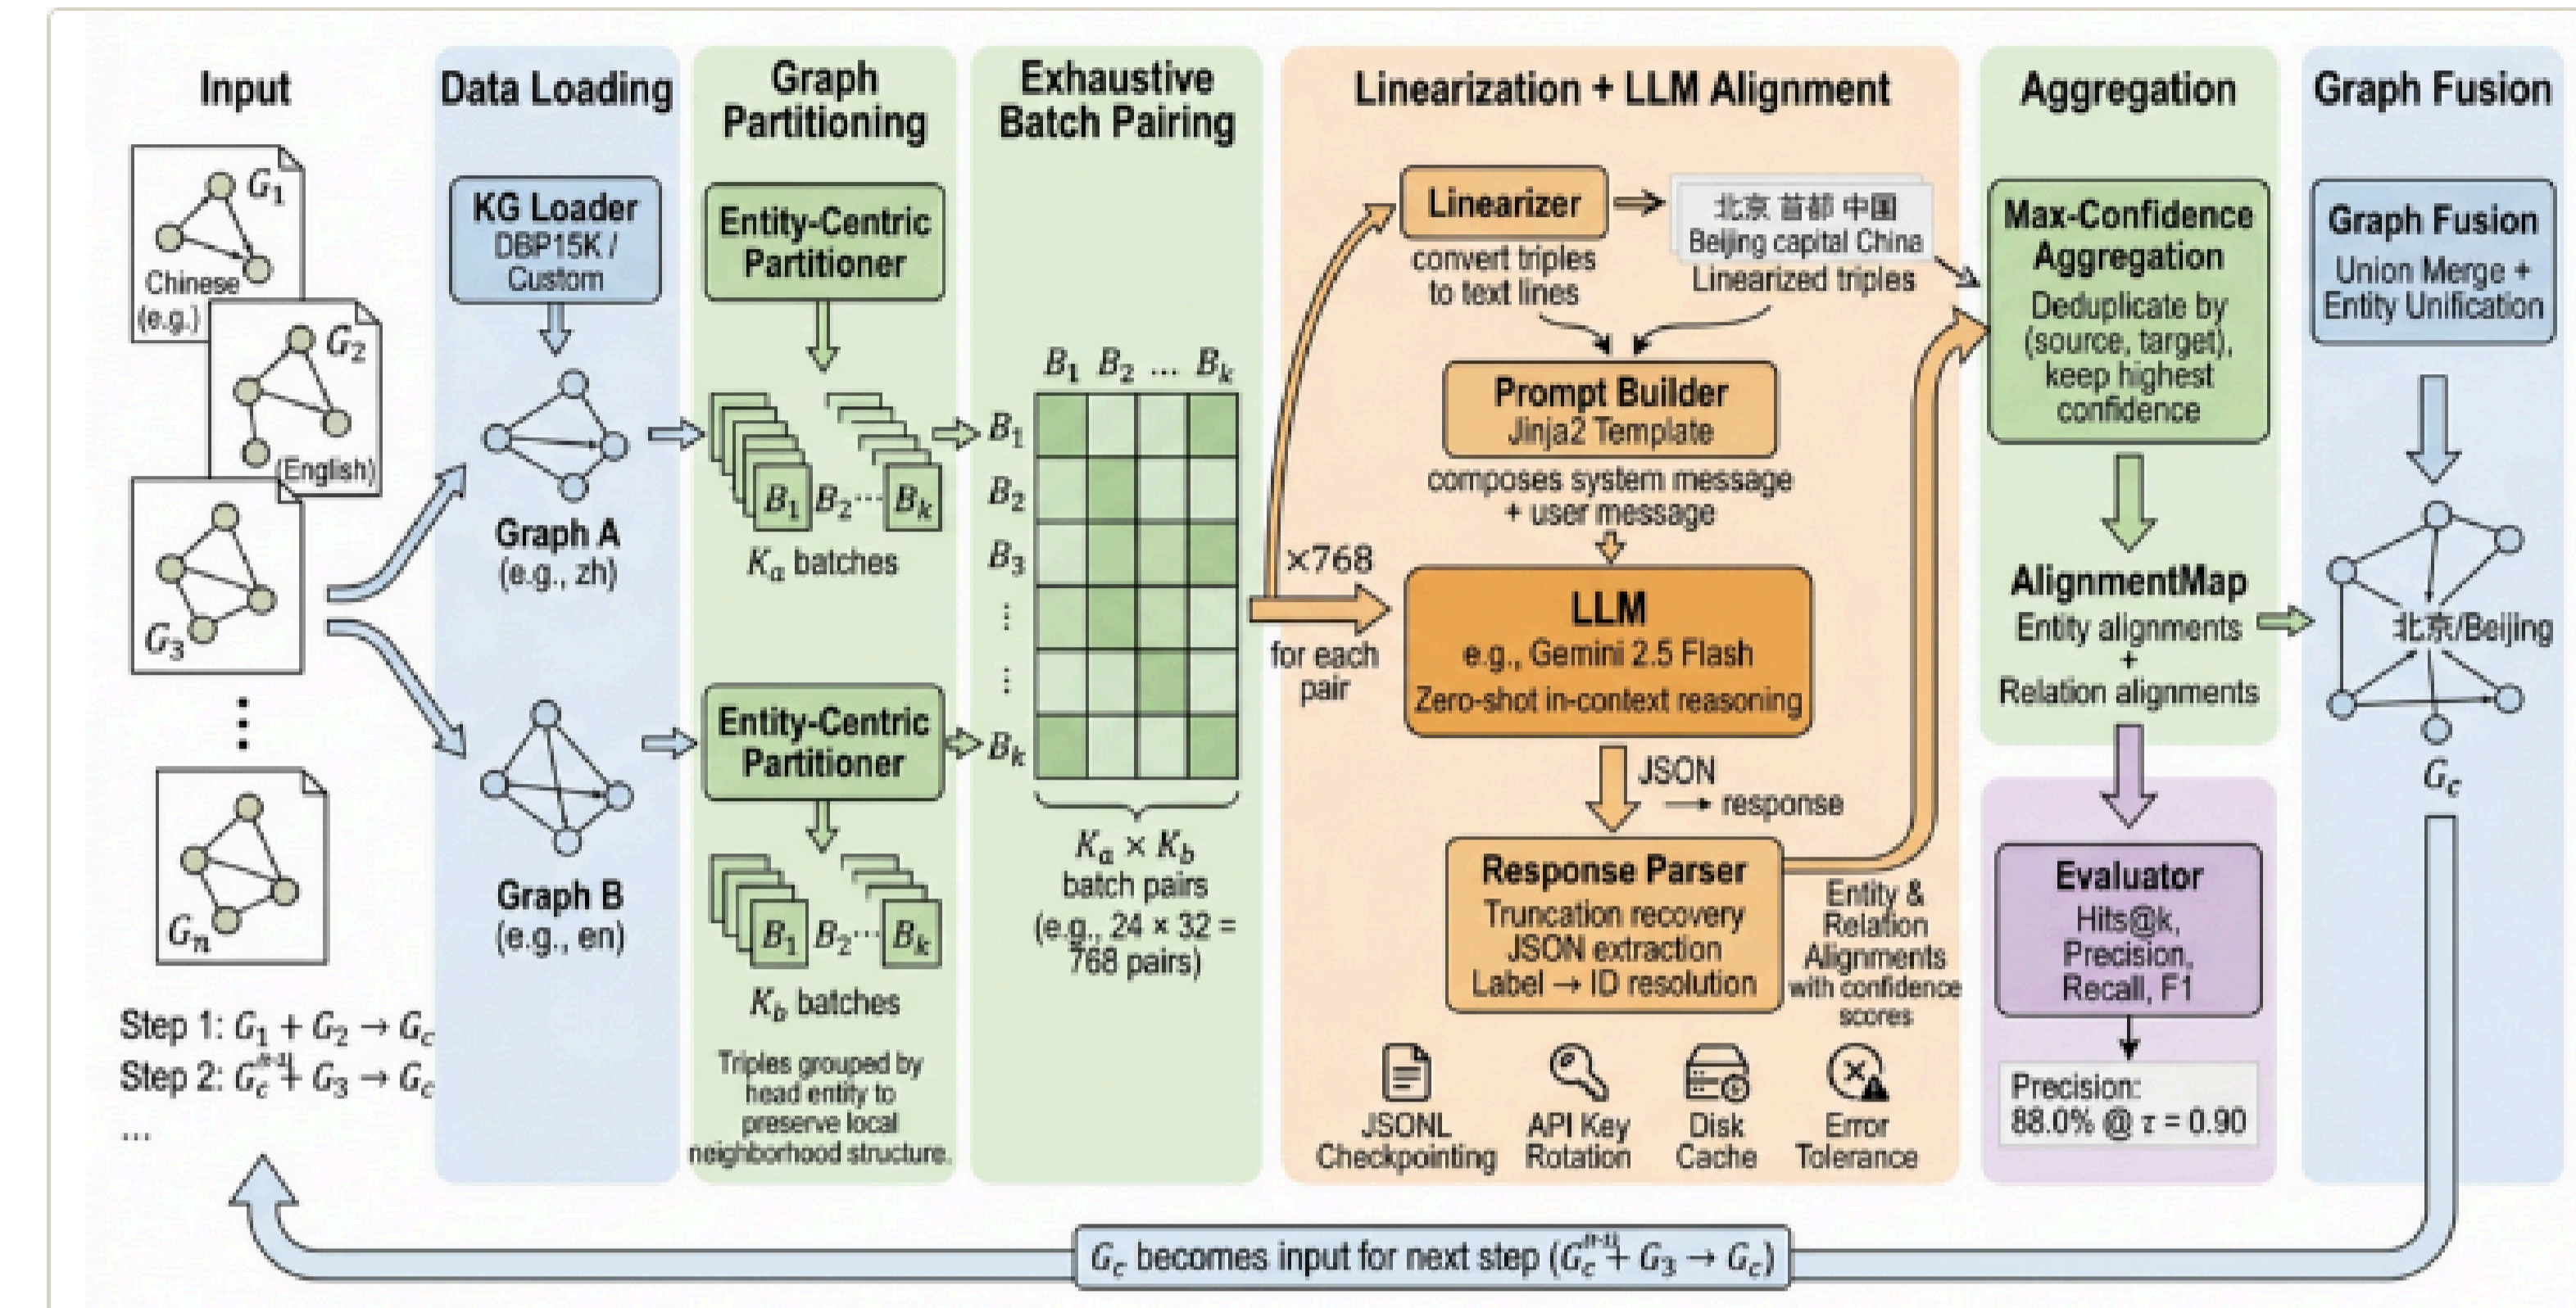 Input
G₁
Chinese
(e.g.)
G₂
(English)
G₃
⋮
Gₙ
Step 1: G₁ + G₂ → G꜀
Step 2: G꜀ + G₃ → G꜀
...
Data Loading
KG Loader
DBP15K /
Custom
Graph A
(e.g., zh)
Graph B
(e.g., en)
Graph
Partitioning
Entity-Centric
Partitioner
B₁ B₂ ... Bₖ
Kₐ batches
Entity-Centric
Partitioner
B₁ B₂ ... Bₖ
K_b batches
Triples grouped by
head entity to
preserve local
neighborhood structure.
Exhaustive
Batch Pairing
B₁ B₂ ... Bₖ
B₁
B₂
B₃
⋮
⋮
Bₖ
Kₐ × K_b
batch pairs
(e.g., 24 × 32 =
768 pairs)
×768
for each
pair
Linearization + LLM Alignment
Linearizer
convert triples
to text lines
北京 首都 中国
Beijing capital China
Linearized triples
Prompt Builder
Jinja2 Template
composes system message
+ user message
LLM
e.g., Gemini 2.5 Flash
Zero-shot in-context reasoning
JSON
→ response
Response Parser
Truncation recovery
JSON extraction
Label → ID resolution
Entity &
Relation
Alignments
with confidence
scores
JSONL
Checkpointing
API Key
Rotation
Disk
Cache
Error
Tolerance
Aggregation
Max-Confidence
Aggregation
Deduplicate by
(source, target),
keep highest
confidence
AlignmentMap
Entity alignments
+
Relation alignments
Evaluator
Hits@k,
Precision,
Recall, F1
Precision:
88.0% @ τ = 0.90
Graph Fusion
Graph Fusion
Union Merge +
Entity Unification
北京/Beijing
G꜀
G꜀ becomes input for next step (G꜀ + G₃ → G꜀)